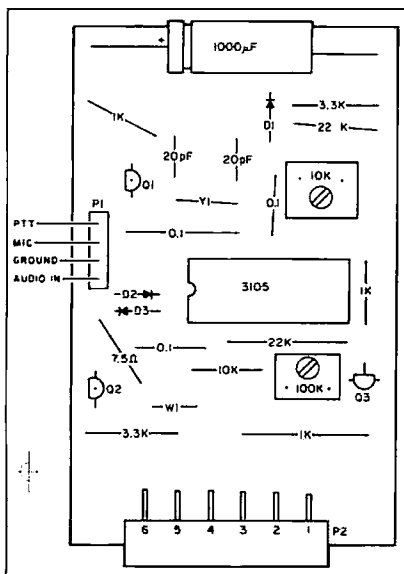 + 1000µF
1K
D1
3.3K
22 K
20pF
20pF
Q1
Y1
0.1
10K
P1
PTT
MIC
GROUND
AUDIO IN
0.1
D2
D3
3105
1K
7.5Ω
0.1
22K
10K
100K
Q2
Q3
W1
3.3K
1K
6 5 4 3 2 1
P2